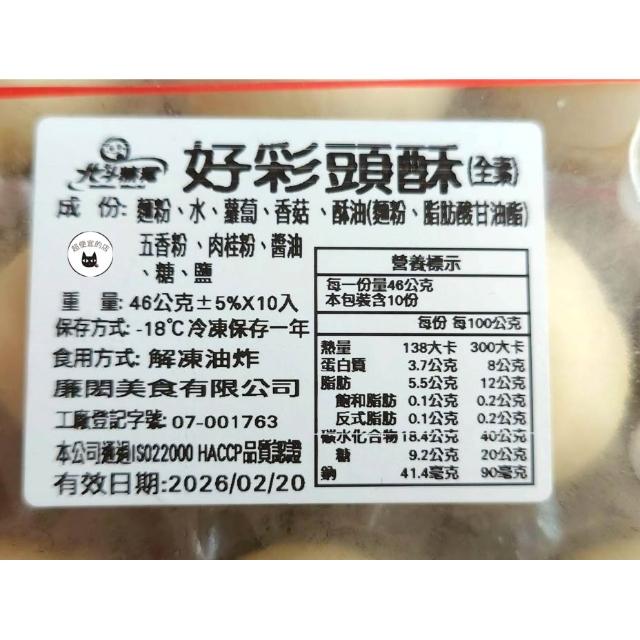 好彩頭酥(全素)
成 份: 麵粉、水、蘿蔔、香菇、酥油(麵粉、脂肪酸甘油酯)
五香粉、肉桂粉、醬油
、糖、鹽
超便宜的店
重 量: 46公克±5%X10入
保存方式: -18℃冷凍保存一年
食用方式: 解凍油炸
廉閎美食有限公司
工廠登記字號: 07-001763
本公司通過ISO22000 HACCP品質認證
有效日期:2026/02/20
營養標示
每一份量46公克
本包裝含10份
每份 每100公克
熱量 138大卡 300大卡
蛋白質 3.7公克 8公克
脂肪 5.5公克 12公克
飽和脂肪 0.1公克 0.2公克
反式脂肪 0.1公克 0.2公克
碳水化合物 18.4公克 40公克
糖 9.2公克 20公克
鈉 41.4毫克 90毫克